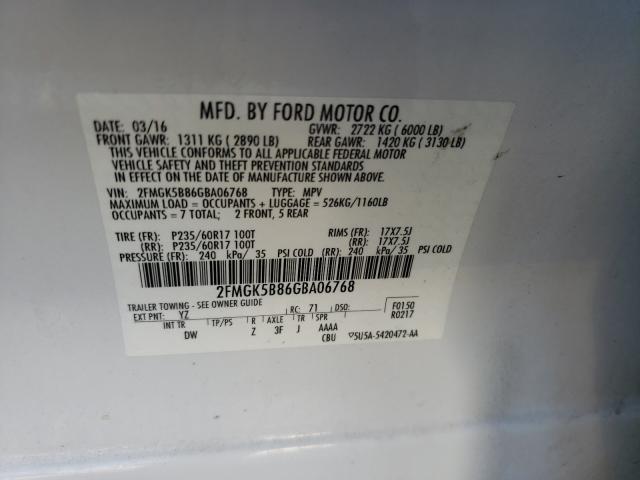 MFD. BY FORD MOTOR CO.
DATE: 03/16 GVWR: 2722 KG ( 6000 LB)
FRONT GAWR: 1311 KG ( 2890 LB) REAR GAWR: 1420 KG ( 3130 LB)
THIS VEHICLE CONFORMS TO ALL APPLICABLE FEDERAL MOTOR
VEHICLE SAFETY AND THEFT PREVENTION STANDARDS
IN EFFECT ON THE DATE OF MANUFACTURE SHOWN ABOVE.
VIN: 2FMGK5B86GBA06768 TYPE: MPV
MAXIMUM LOAD = OCCUPANTS + LUGGAGE = 526KG/1160LB
OCCUPANTS = 7 TOTAL; 2 FRONT, 5 REAR
TIRE (FR): P235/60R17 100T RIMS (FR): 17X7.5J
(RR): P235/60R17 100T (RR): 17X7.5J
PRESSURE (FR): 240 kPa/ 35 PSI COLD (RR): 240 kPa/ 35 PSI COLD
2FMGK5B86GBA06768
TRAILER TOWING - SEE OWNER GUIDE
EXT PNT: YZ RC: 71 DSO: F0150
R0217
INT TR TP/PS R AXLE TR SPR
DW Z 3F J AAAA
CBU 5U5A-5420472-AA